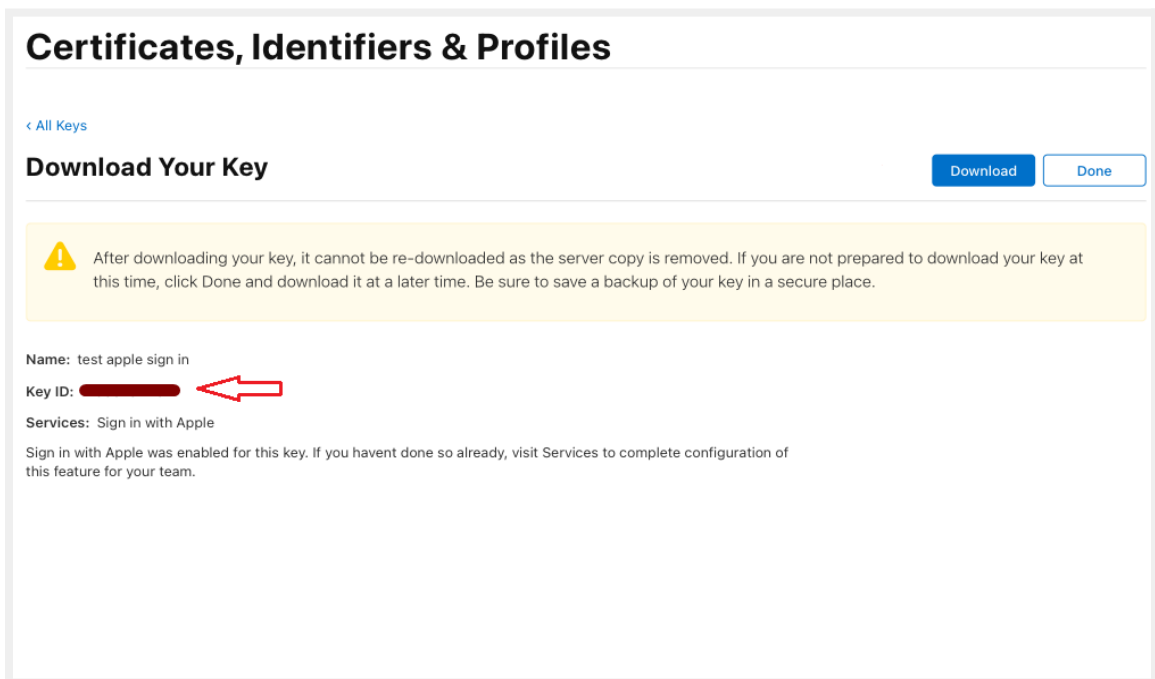 Certificates, Identifiers & Profiles
< All Keys
Download Your Key
Download
Done
After downloading your key, it cannot be re-downloaded as the server copy is removed. If you are not prepared to download your key at
this time, click Done and download it at a later time. Be sure to save a backup of your key in a secure place.
Name: test apple sign in
Key ID:
Services: Sign in with Apple
Sign in with Apple was enabled for this key. If you havent done so already, visit Services to complete configuration of
this feature for your team.